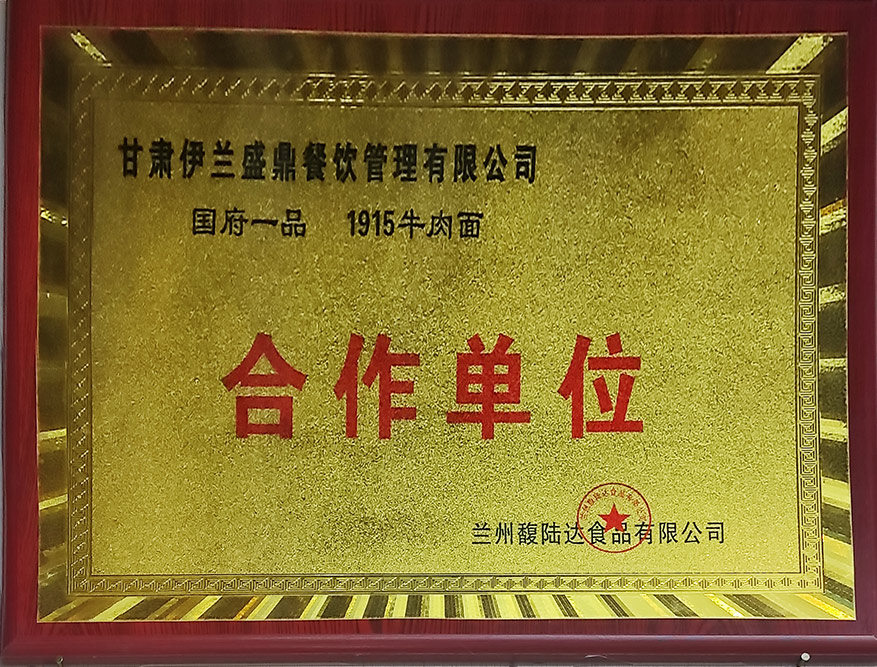 甘肃伊兰盛鼎餐饮管理有限公司
国府一品 1915牛肉面
合作单位
兰州馥陆达食品有限公司